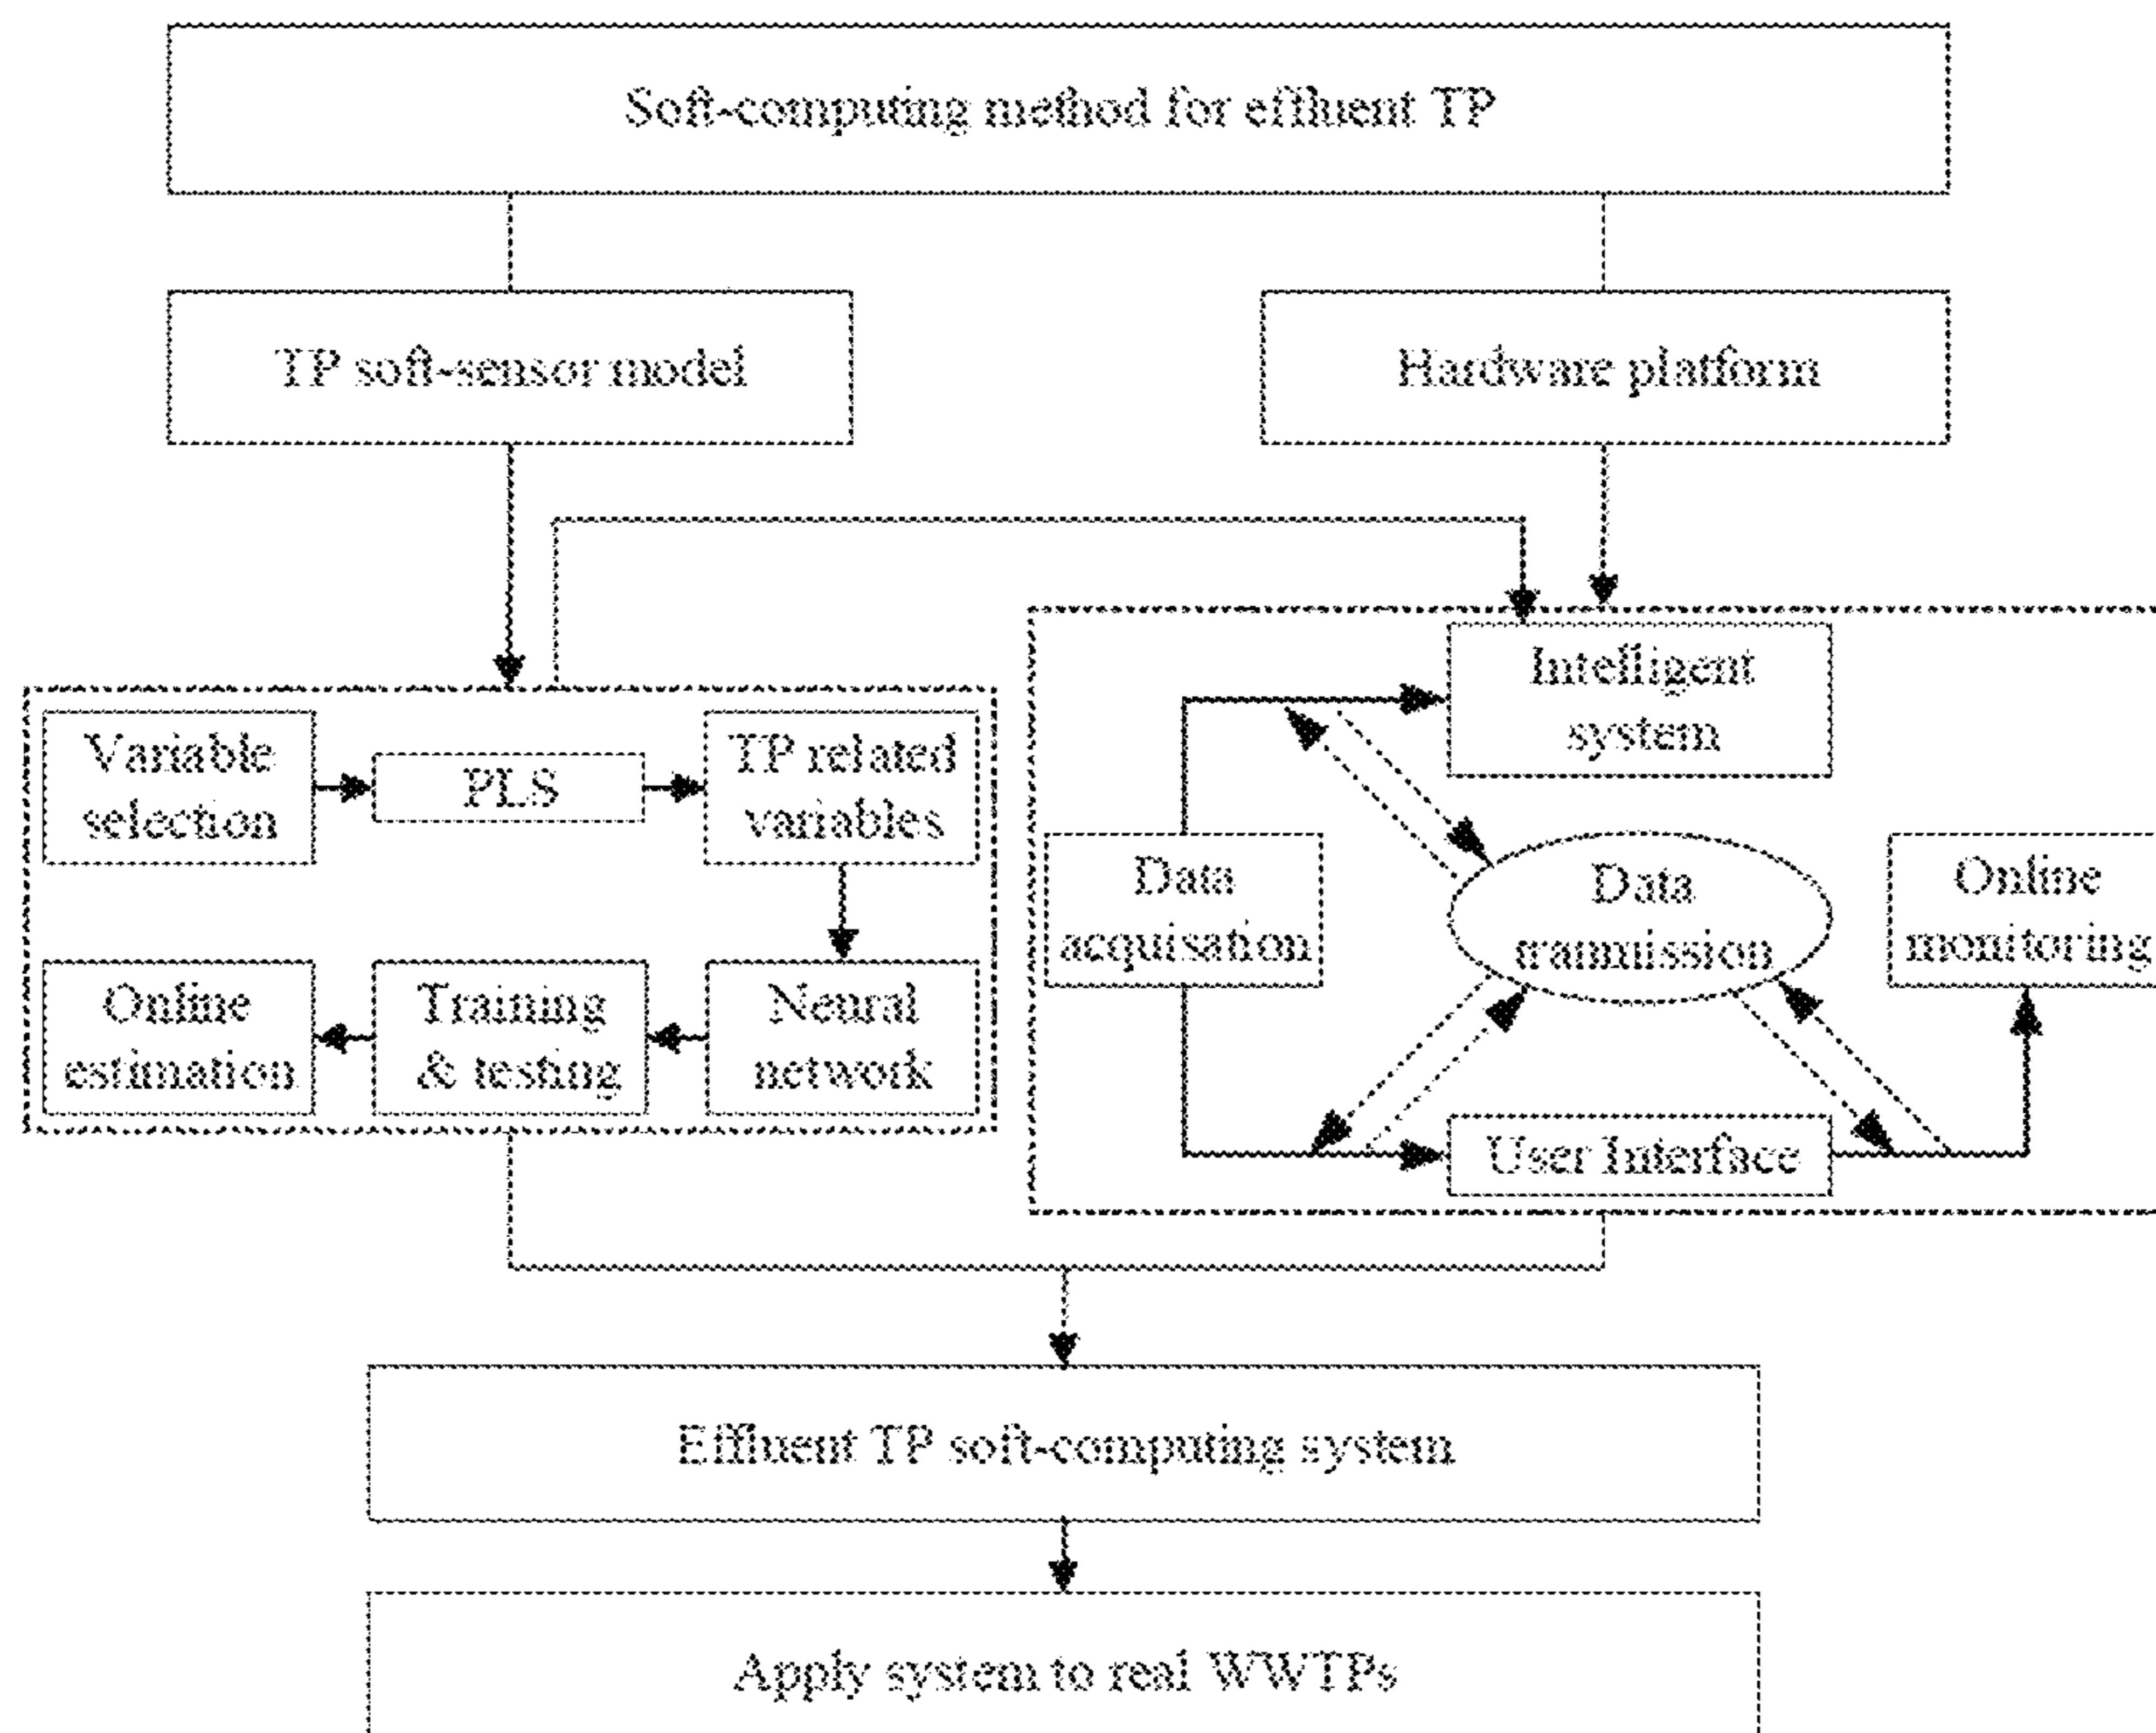 Soft-computing method for effluent TP
TP soft-sensor model
Hardware platform
Variable
selection
PLS
TP related
variables
Online
estimation
Training
& testing
Neural
network
Intelligent
system
Data
acquisation
Data
tranmission
Online
monitoring
User Interface
Effluent TP soft-computing system
Apply system to real WWTPs